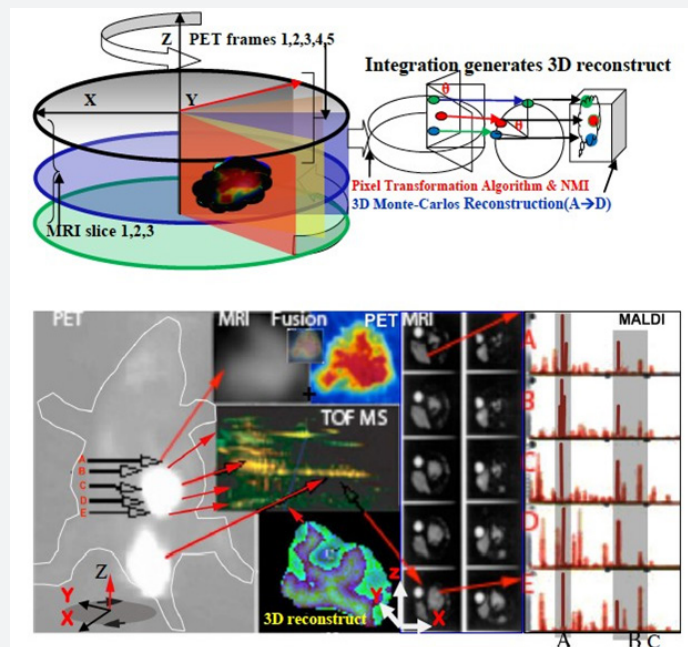 Z PET frames 1,2,3,4,5
Integration generates 3D reconstruct
X Y
θ
θ
MRI slice 1,2,3
Pixel Transformation Algorithm & NMI
3D Monte-Carlos Reconstruction(A→D)
PET
MRI Fusion PET
MRI
MALDI
TOF MS
A
B
C
D
E
A
B
C
D
E
Z
Y
X
3D reconstruct
Z
Y
X
A B C